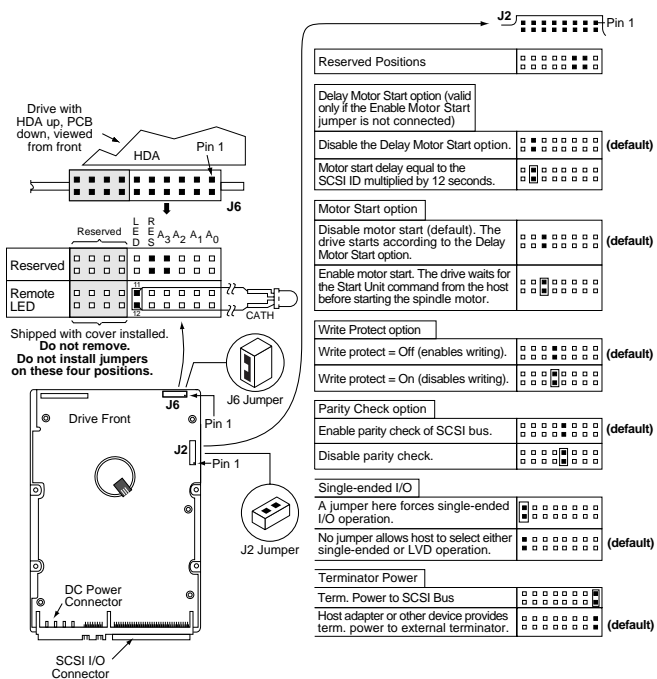 J2
Pin 1
Reserved Positions
Delay Motor Start option (valid
only if the Enable Motor Start
jumper is not connected)
Disable the Delay Motor Start option.
(default)
Motor start delay equal to the
SCSI ID multiplied by 12 seconds.
Motor Start option
Disable motor start (default). The
drive starts according to the Delay
Motor Start option.
(default)
Enable motor start. The drive waits for
the Start Unit command from the host
before starting the spindle motor.
Write Protect option
Write protect = Off (enables writing).
(default)
Write protect = On (disables writing).
Parity Check option
Enable parity check of SCSI bus.
(default)
Disable parity check.
Single-ended I/O
A jumper here forces single-ended
I/O operation.
No jumper allows host to select either
single-ended or LVD operation.
(default)
Terminator Power
Term. Power to SCSI Bus
Host adapter or other device provides
term. power to external terminator.
(default)
Drive with
HDA up, PCB
down, viewed
from front
HDA
Pin 1
J6
Reserved
LED
RES
A3 A2 A1 A0
Reserved
Remote
LED
11
12
CATH
Shipped with cover installed.
Do not remove.
Do not install jumpers
on these four positions.
J6 Jumper
J6
Pin 1
Drive Front
J2
Pin 1
J2 Jumper
DC Power
Connector
SCSI I/O
Connector